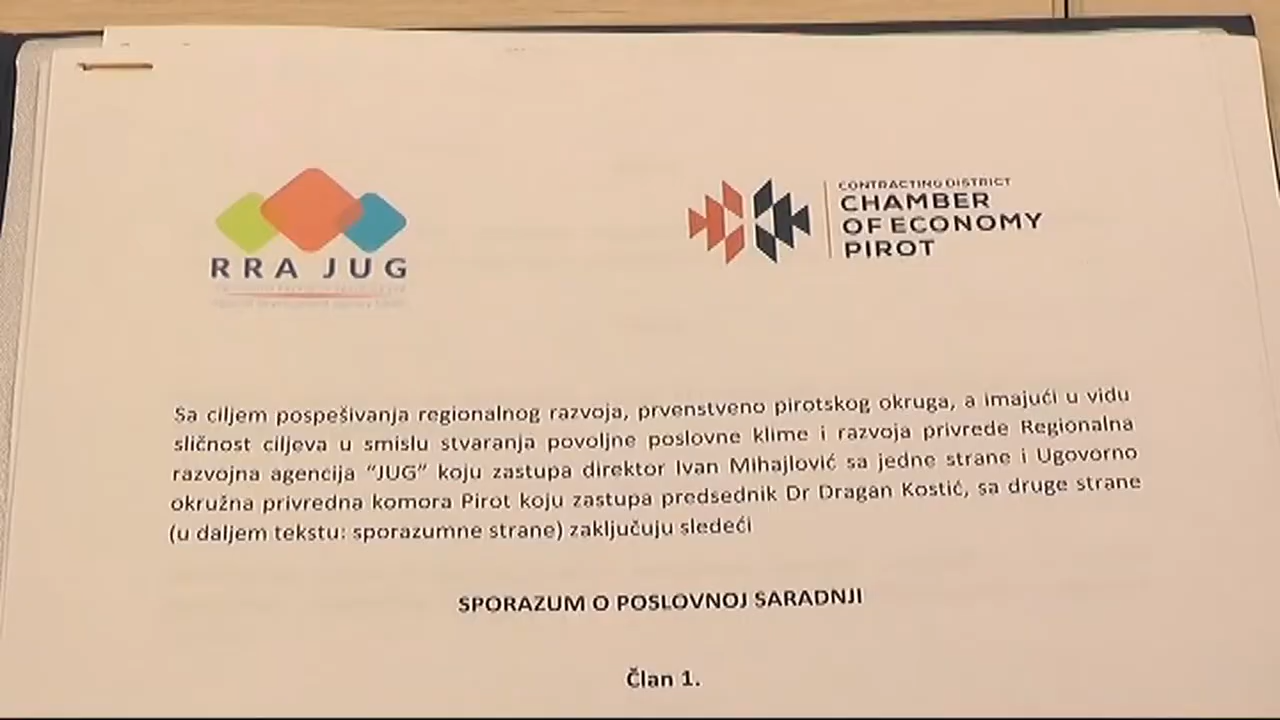 RRA JUG
CONTRACTING DISTRICT
CHAMBER
OF ECONOMY
PIROT
Sa ciljem pospešivanja regionalnog razvoja, prvenstveno pirotskog okruga, a imajući u vidu
sličnost ciljeva u smislu stvaranja povoljne poslovne klime i razvoja privrede Regionalna
razvojna agencija “JUG” koju zastupa direktor Ivan Mihajlović sa jedne strane i Ugovorno
okružna privredna komora Pirot koju zastupa predsednik Dr Dragan Kostić, sa druge strane
(u daljem tekstu: sporazumne strane) zaključuju sledeći
SPORAZUM O POSLOVNOJ SARADNJI
Član 1.